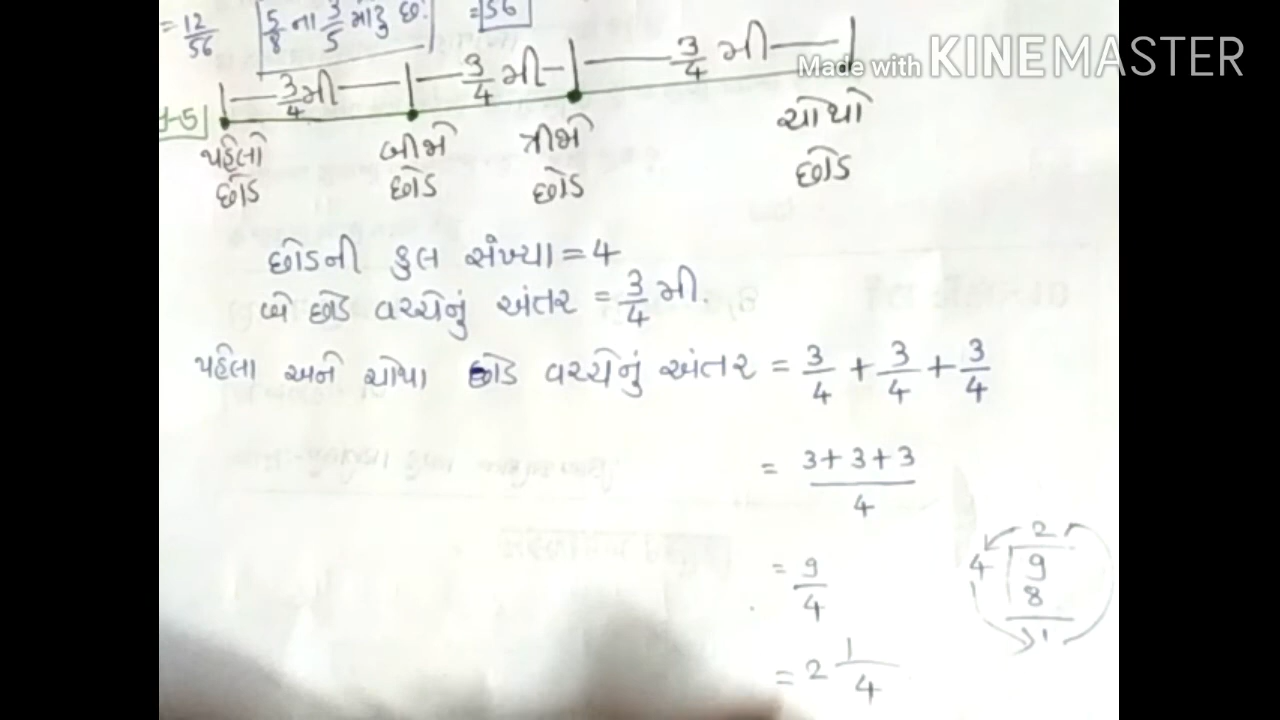 = 12/56 5/8 ના 3/5 મોટુ છે. = 56
3/4 મી 3/4 મી 3/4 મી
Made with KINEMASTER
-5
પહેલો બીજો ત્રીજો ચોથો
છોડ છોડ છોડ છોડ
છોડની કુલ સંખ્યા = 4
બે છોડ વચ્ચેનું અંતર = 3/4 મી.
પહેલા અને ચોથા છોડ વચ્ચેનું અંતર = 3/4 + 3/4 + 3/4
= 3+3+3/4
= 9/4
2
4 9
8
1
= 2 1/4